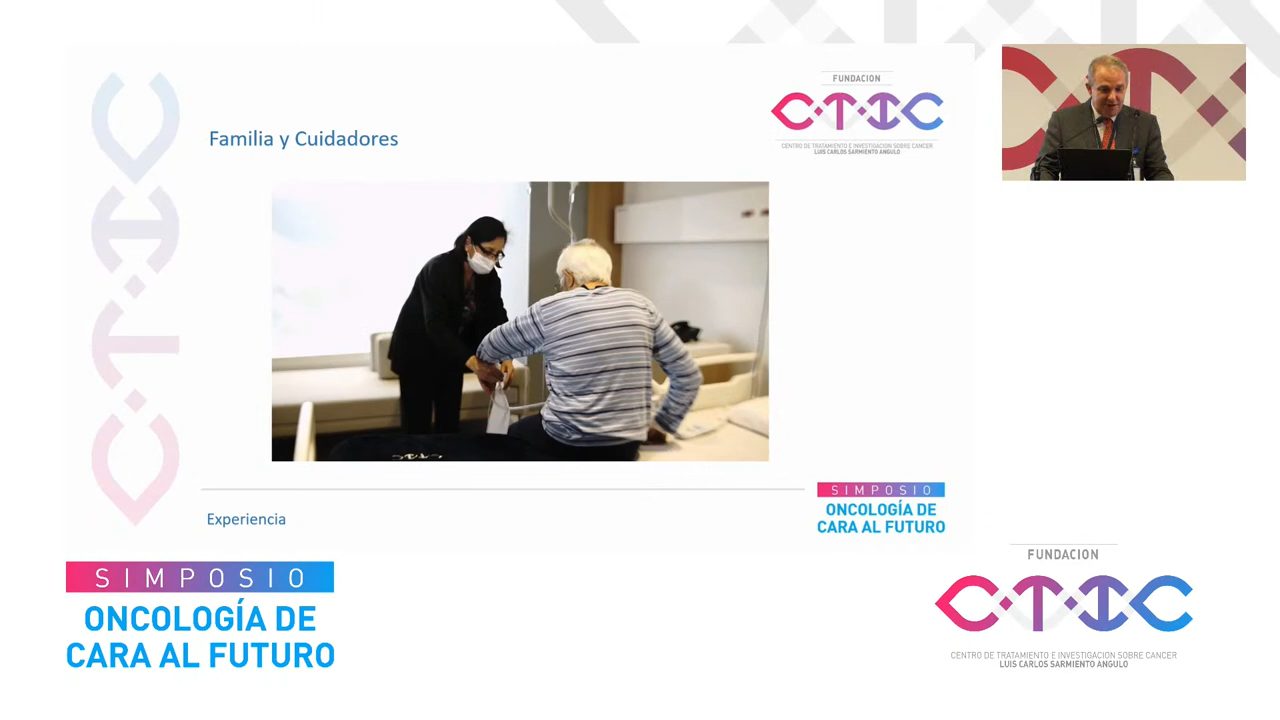 Familia y Cuidadores
FUNDACION
CTIC
CENTRO DE TRATAMIENTO E INVESTIGACION SOBRE CANCER
LUIS CARLOS SARMIENTO ANGULO
CTIC
Experiencia
SIMPOSIO
ONCOLOGÍA DE
CARA AL FUTURO
SIMPOSIO
ONCOLOGÍA DE
CARA AL FUTURO
FUNDACION
CTIC
CENTRO DE TRATAMIENTO E INVESTIGACION SOBRE CANCER
LUIS CARLOS SARMIENTO ANGULO